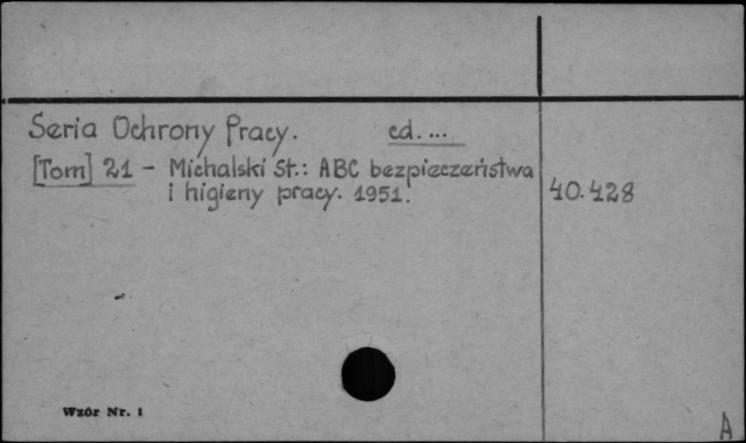 Seria Ochrony Pracy. cd. ...
[Tom] 21 - Michalski St.: ABC bezpieczeństwa
i higieny pracy. 1951. 40.428
Wzór Nr. 1
A